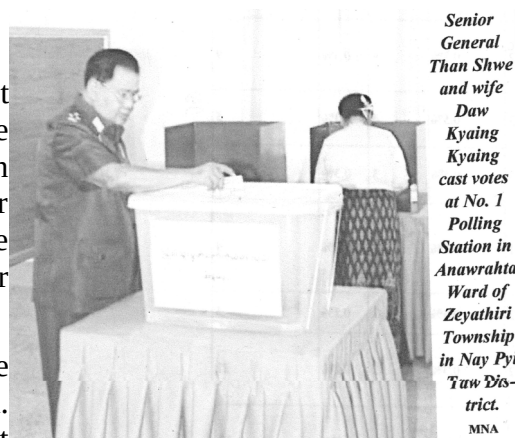 Senior
General
Than Shwe
and wife
Daw
Kyaing
Kyaing
cast votes
at No. 1
Polling
Station in
Anawrahta
Ward of
Zeyathiri
Township
in Nay Pyi
Taw Dis-
trict.
MNA
t
e
n
r
e
r
e
.
t